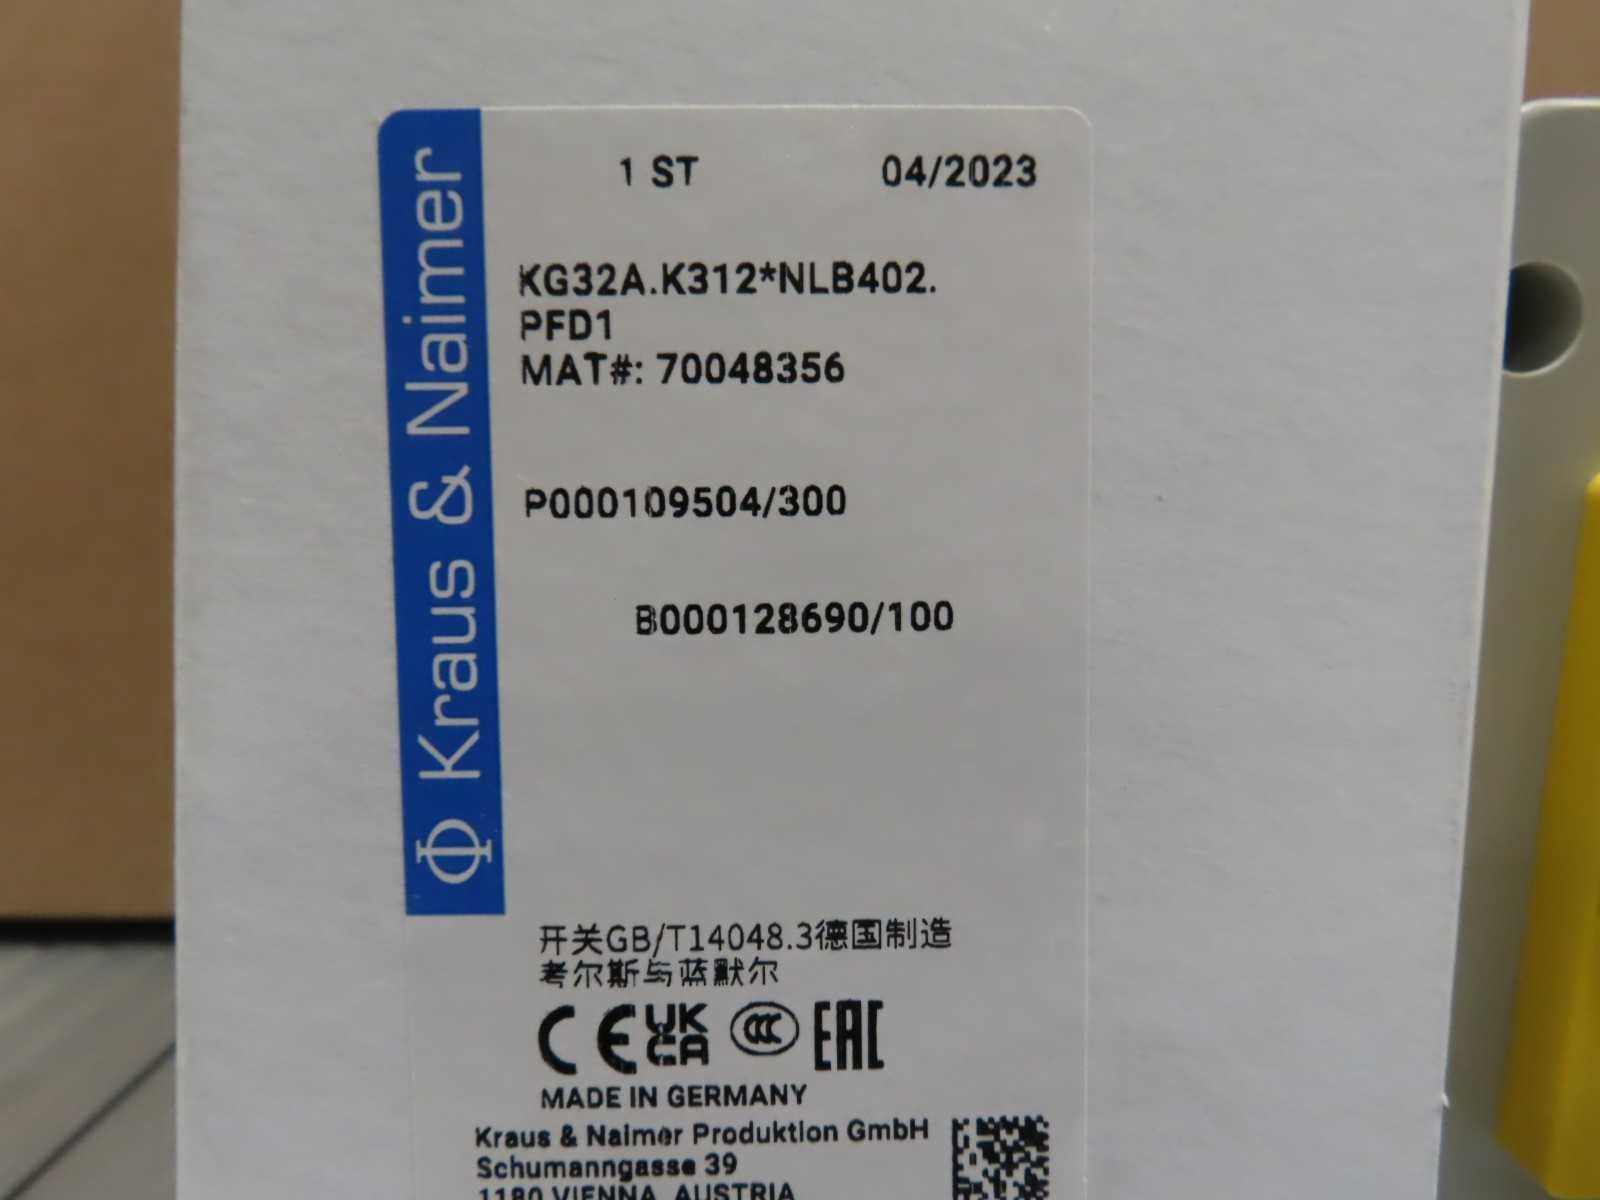 Kraus & Naimer
1 ST 04/2023
KG32A.K312*NLB402.
PFD1
MAT#: 70048356
P000109504/300
B000128690/100
开关GB/T14048.3德国制造
考尔斯与蓝默尔
CE UK CA CCC EAC
MADE IN GERMANY
Kraus & Naimer Produktion GmbH
Schumanngasse 39
1180 VIENNA, AUSTRIA